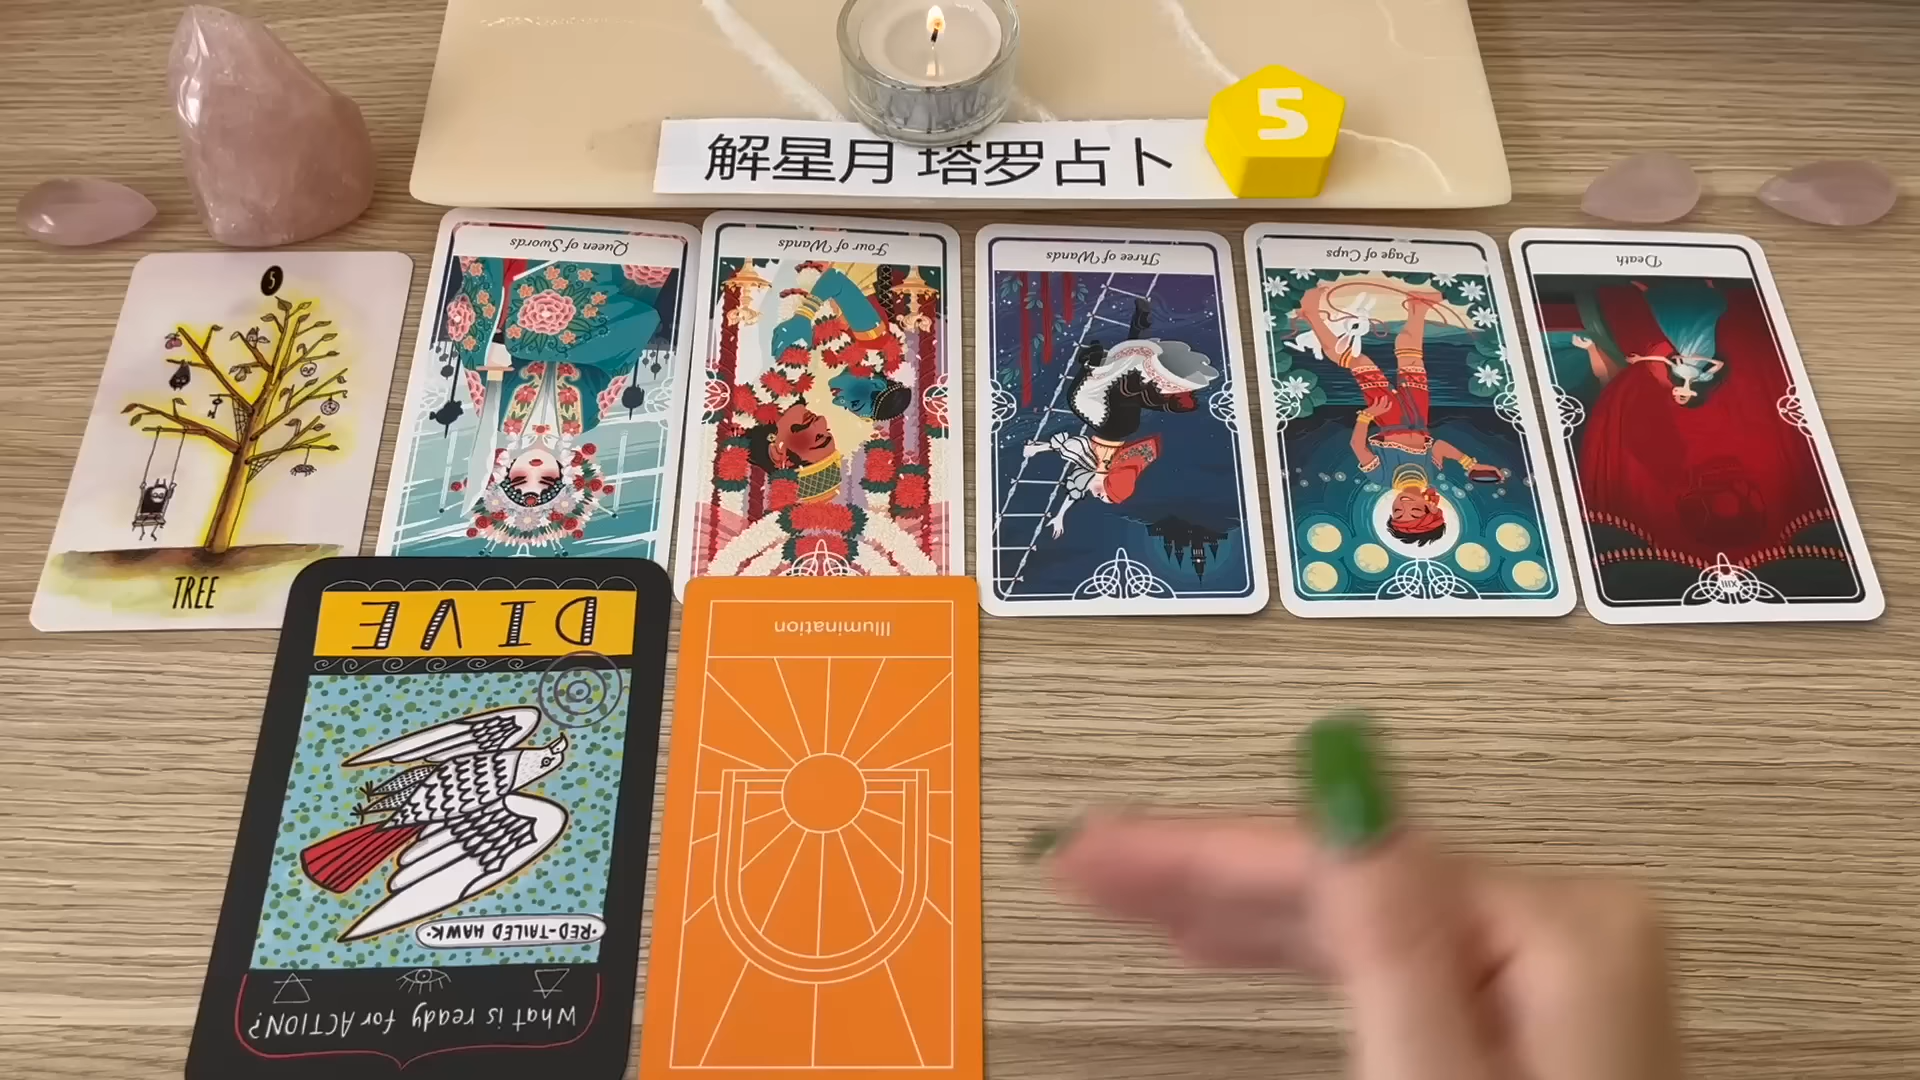 5
解星月 塔罗占卜
5
TREE
Queen of Swords
Four of Wands
Three of Wands
Page of Cups
Death
XIII
DIVE
RED-TAILED HAWK
What is ready for ACTION?
Illumination